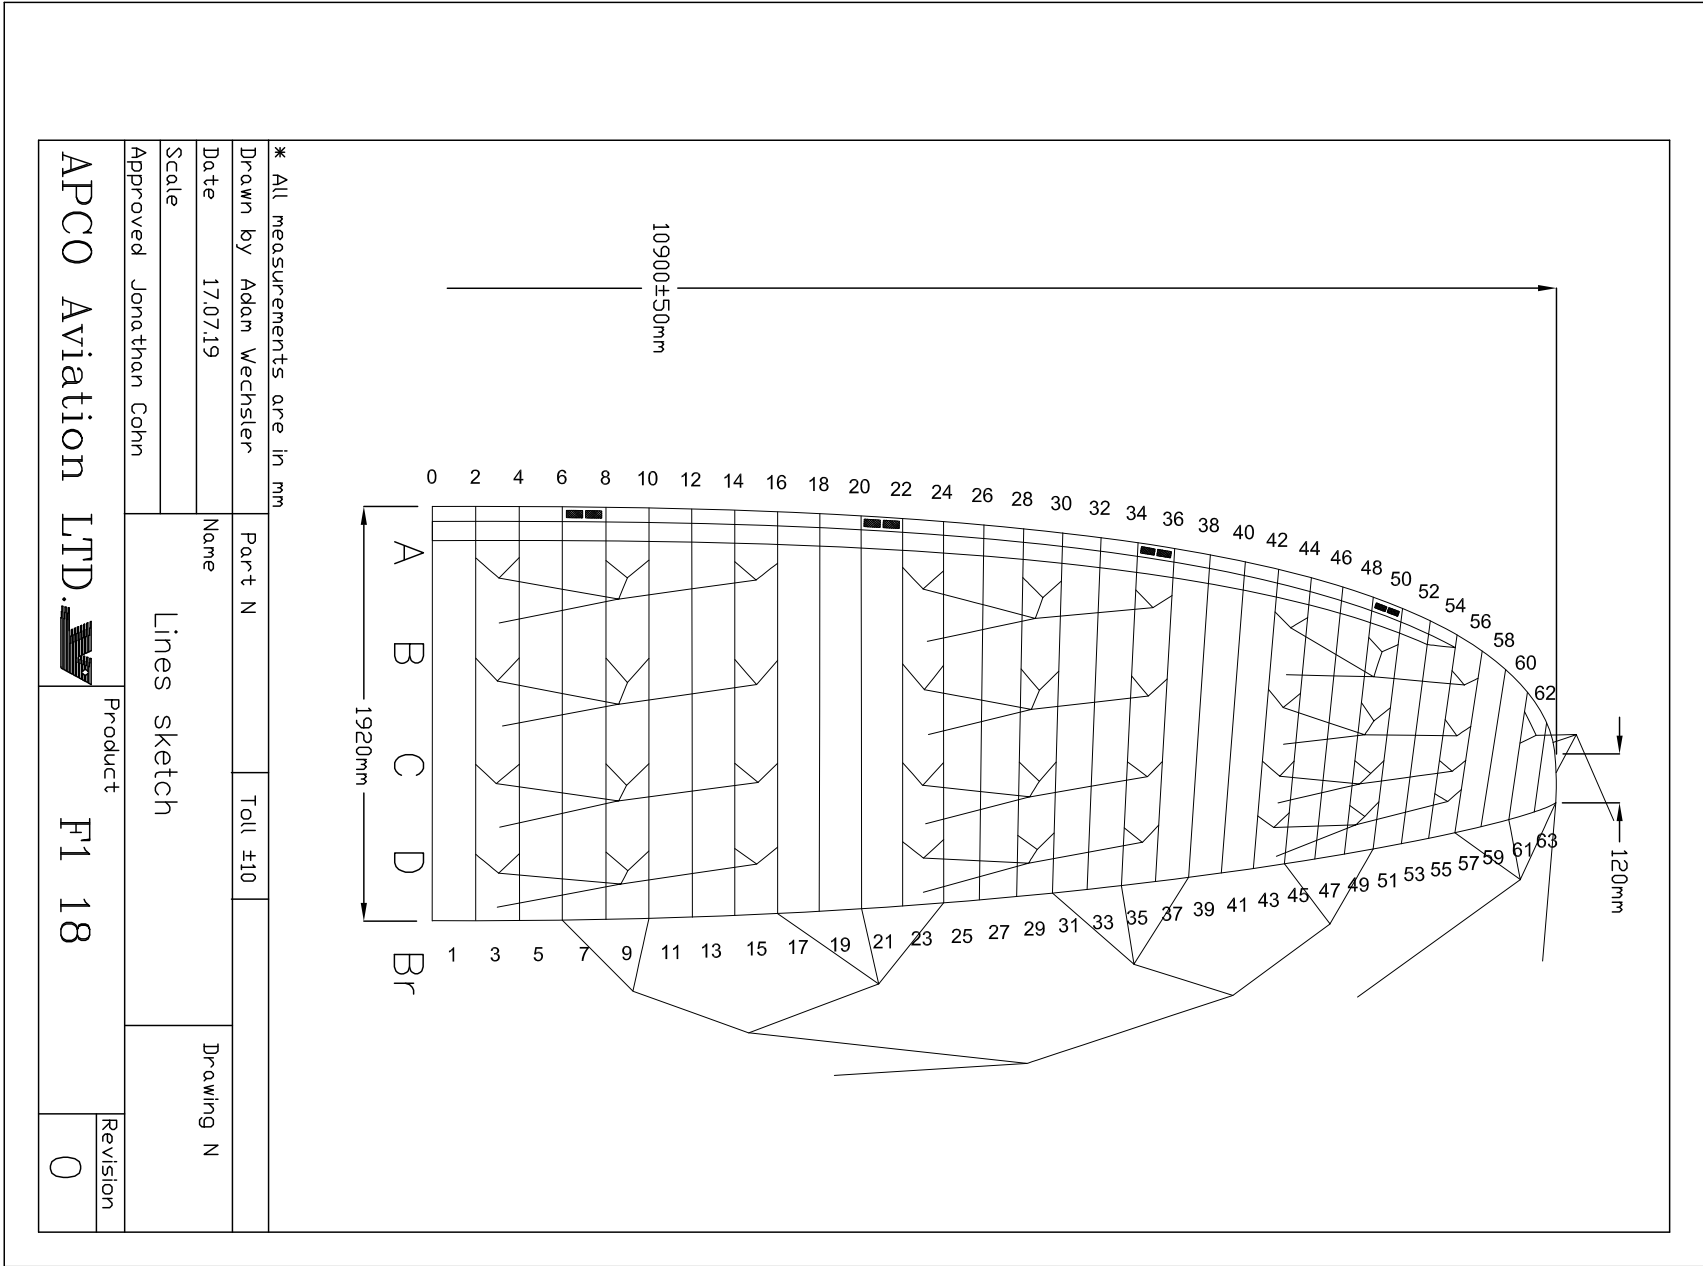 * All measurements are in mm
Drawn by Adam Wechsler
Part N
Toll ±10
Date 17.07.19
Name
Drawing N
Scale
Lines sketch
Approved Jonathan Cohn
Product
Revision
APCO Aviation LTD.
F1 18
0
10900±50mm
0 2 4 6 8 10 12 14 16 18 20 22 24 26 28 30 32 34 36 38 40 42 44 46 48 50 52 54 56 58 60 62
A
B
C
D
Br
1920mm
120mm
1 3 5 7 9 11 13 15 17 19 21 23 25 27 29 31 33 35 37 39 41 43 45 47 49 51 53 55 57 59 61 63